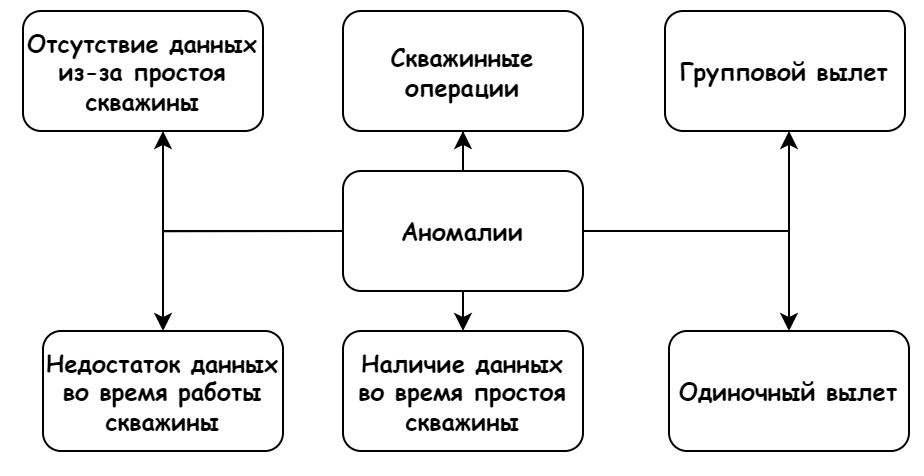 Отсутствие данных
из-за простоя
скважины
Скважинные
операции
Групповой вылет
Аномалии
Недостаток данных
во время работы
скважины
Наличие данных
во время простоя
скважины
Одиночный вылет